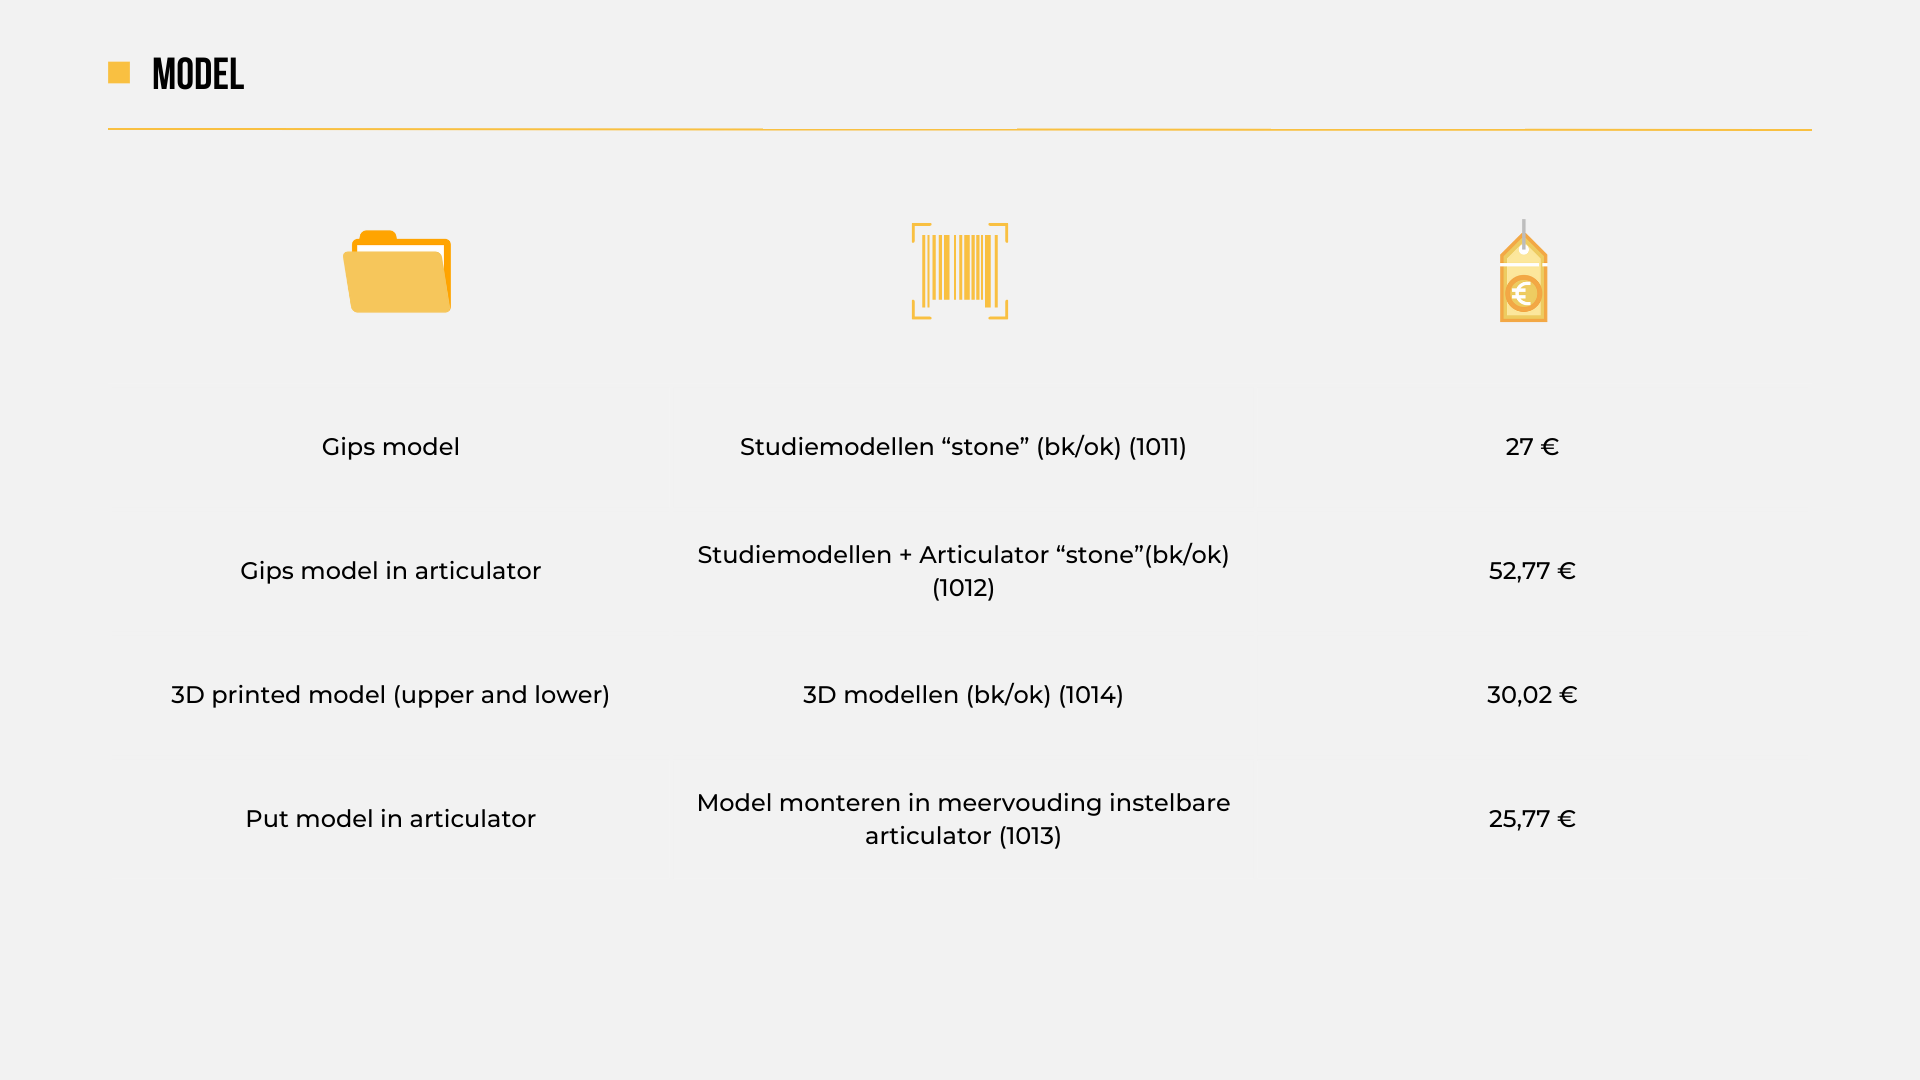 MODEL
Gips model
Studiemodellen “stone” (bk/ok) (1011)
27 €
Gips model in articulator
Studiemodellen + Articulator “stone”(bk/ok)
(1012)
52,77 €
3D printed model (upper and lower)
3D modellen (bk/ok) (1014)
30,02 €
Put model in articulator
Model monteren in meervouding instelbare
articulator (1013)
25,77 €